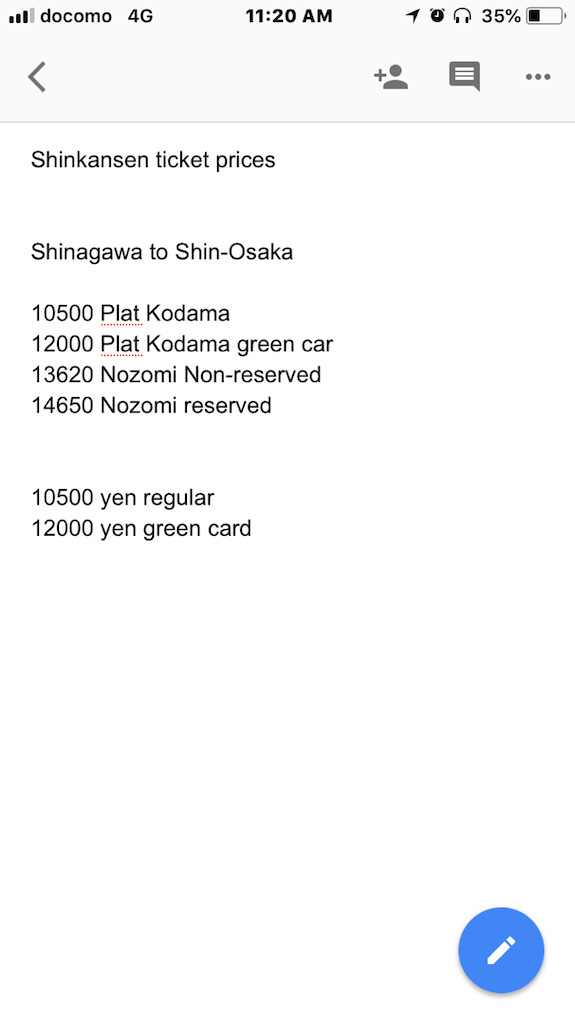 docomo 4G 11:20 AM 35%
Shinkansen ticket prices
Shinagawa to Shin-Osaka
10500 Plat Kodama
12000 Plat Kodama green car
13620 Nozomi Non-reserved
14650 Nozomi reserved
10500 yen regular
12000 yen green card